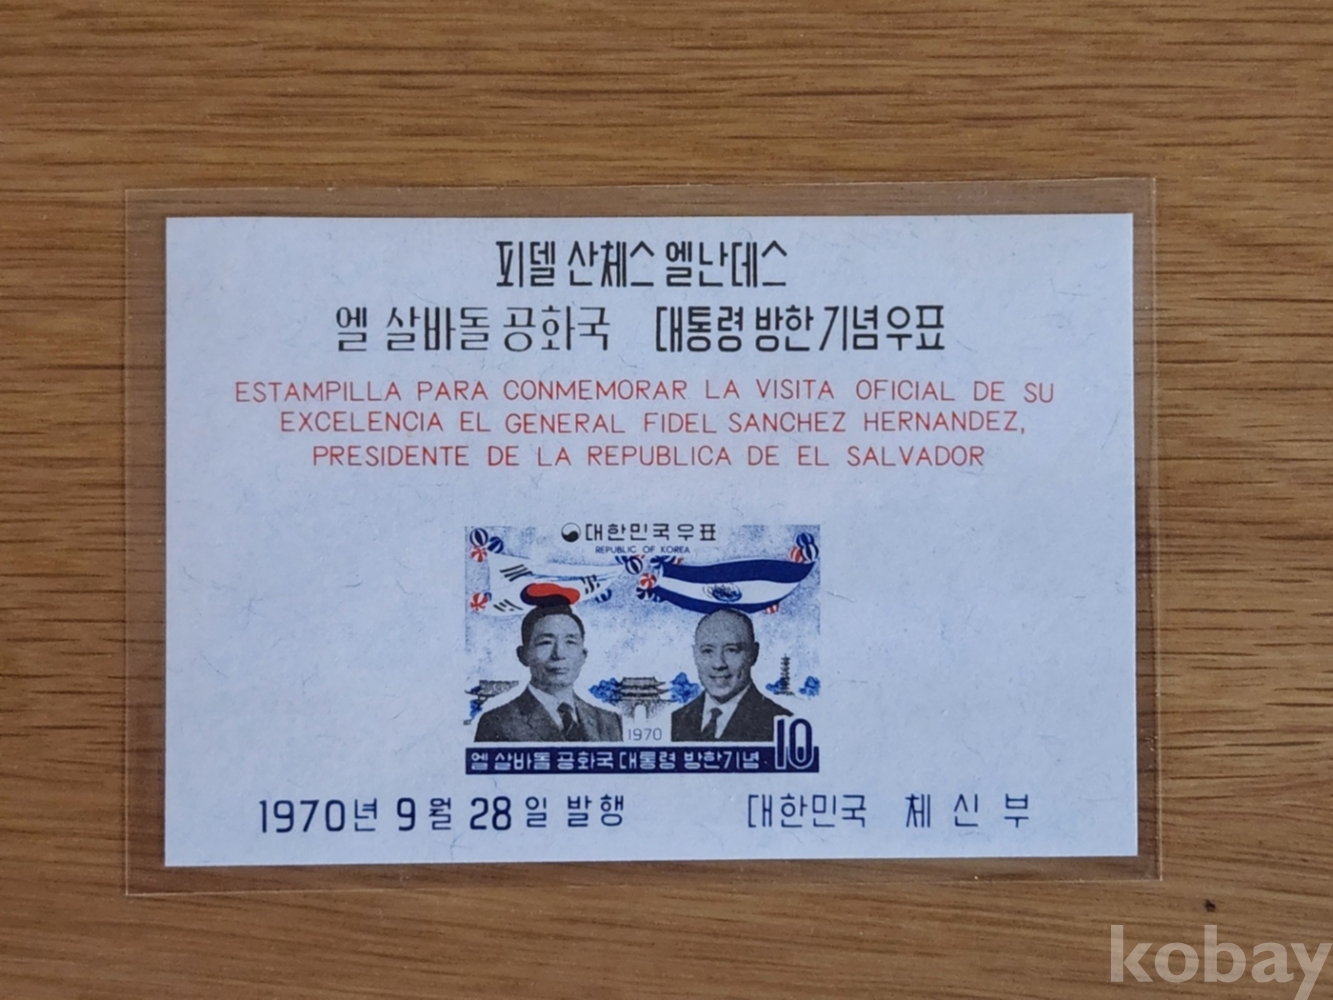 피델 산체스 엘난데스
엘 살바돌 공화국 대통령 방한 기념우표
ESTAMPILLA PARA CONMEMORAR LA VISITA OFICIAL DE SU
EXCELENCIA EL GENERAL FIDEL SANCHEZ HERNANDEZ,
PRESIDENTE DE LA REPUBLICA DE EL SALVADOR
대한민국우표
REPUBLIC OF KOREA
1970
엘 살바돌 공화국 대통령 방한기념 10
1970년 9월 28일 발행 대한민국 체신부
kobay